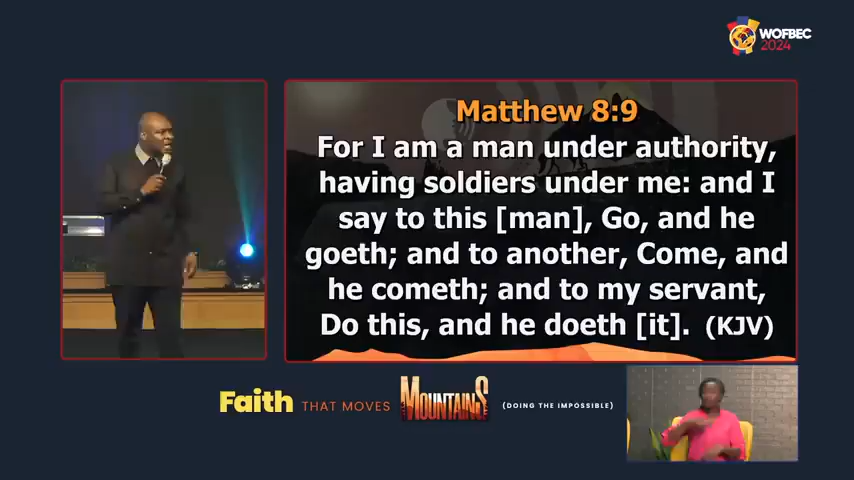 WOFBEC
2024
Matthew 8:9
For I am a man under authority,
having soldiers under me: and I
say to this [man], Go, and he
goeth; and to another, Come, and
he cometh; and to my servant,
Do this, and he doeth [it]. (KJV)
Faith THAT MOVES MOUNTAINS (DOING THE IMPOSSIBLE)